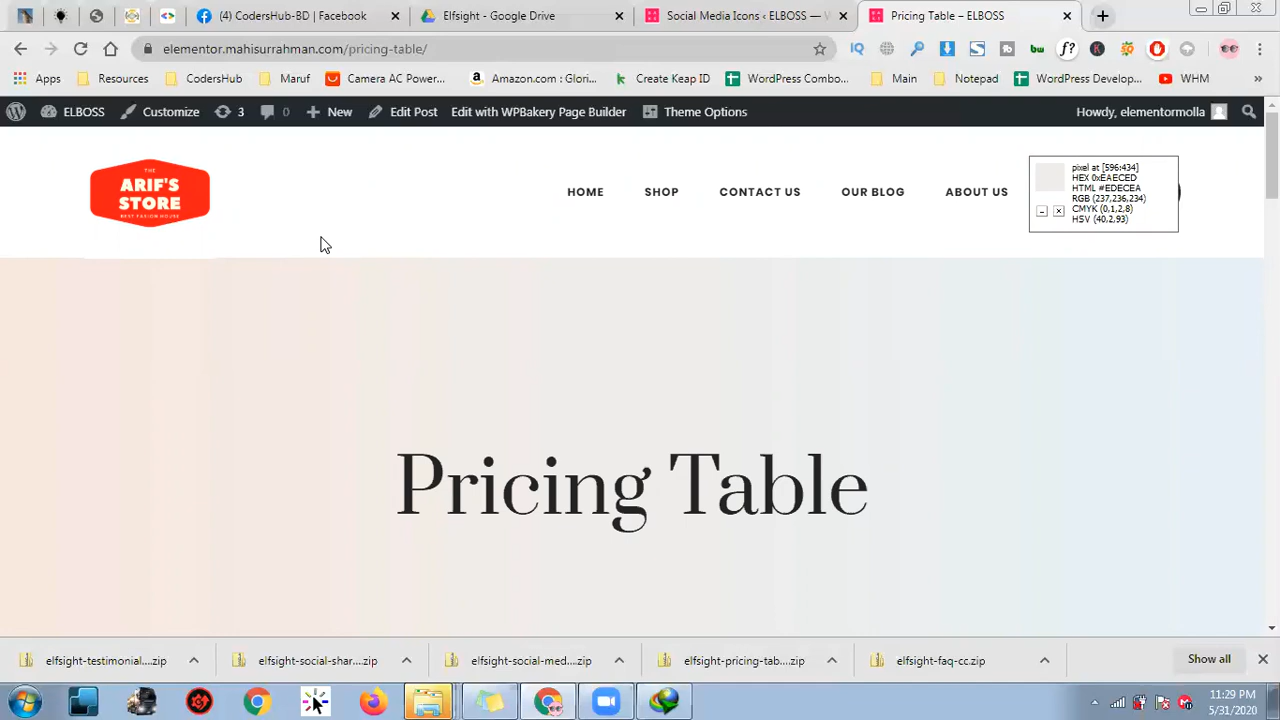 (4) CodersHub-BD | Facebook
Elfsight - Google Drive
Social Media Icons ‹ ELBOSS — W
Pricing Table – ELBOSS
elementor.mahisurrahman.com/pricing-table/
Apps
Resources
CodersHub
Maruf
Camera AC Power...
Amazon.com : Glori...
Create Keap ID
WordPress Combo...
Main
Notepad
WordPress Develop...
WHM
»
ELBOSS
Customize
3
0
New
Edit Post
Edit with WPBakery Page Builder
Theme Options
Howdy, elementormolla
THE
ARIF'S
STORE
BEST FASION HOUSE
HOME
SHOP
CONTACT US
OUR BLOG
ABOUT US
pixel at [596:434]
HEX 0xEAECED
HTML #EDECEA
RGB (237,236,234)
CMYK (0,1,2,8)
HSV (40,2,93)
Pricing Table
elfsight-testimonial....zip
elfsight-social-shar....zip
elfsight-social-med....zip
elfsight-pricing-tab....zip
elfsight-faq-cc.zip
Show all
11:29 PM
5/31/2020